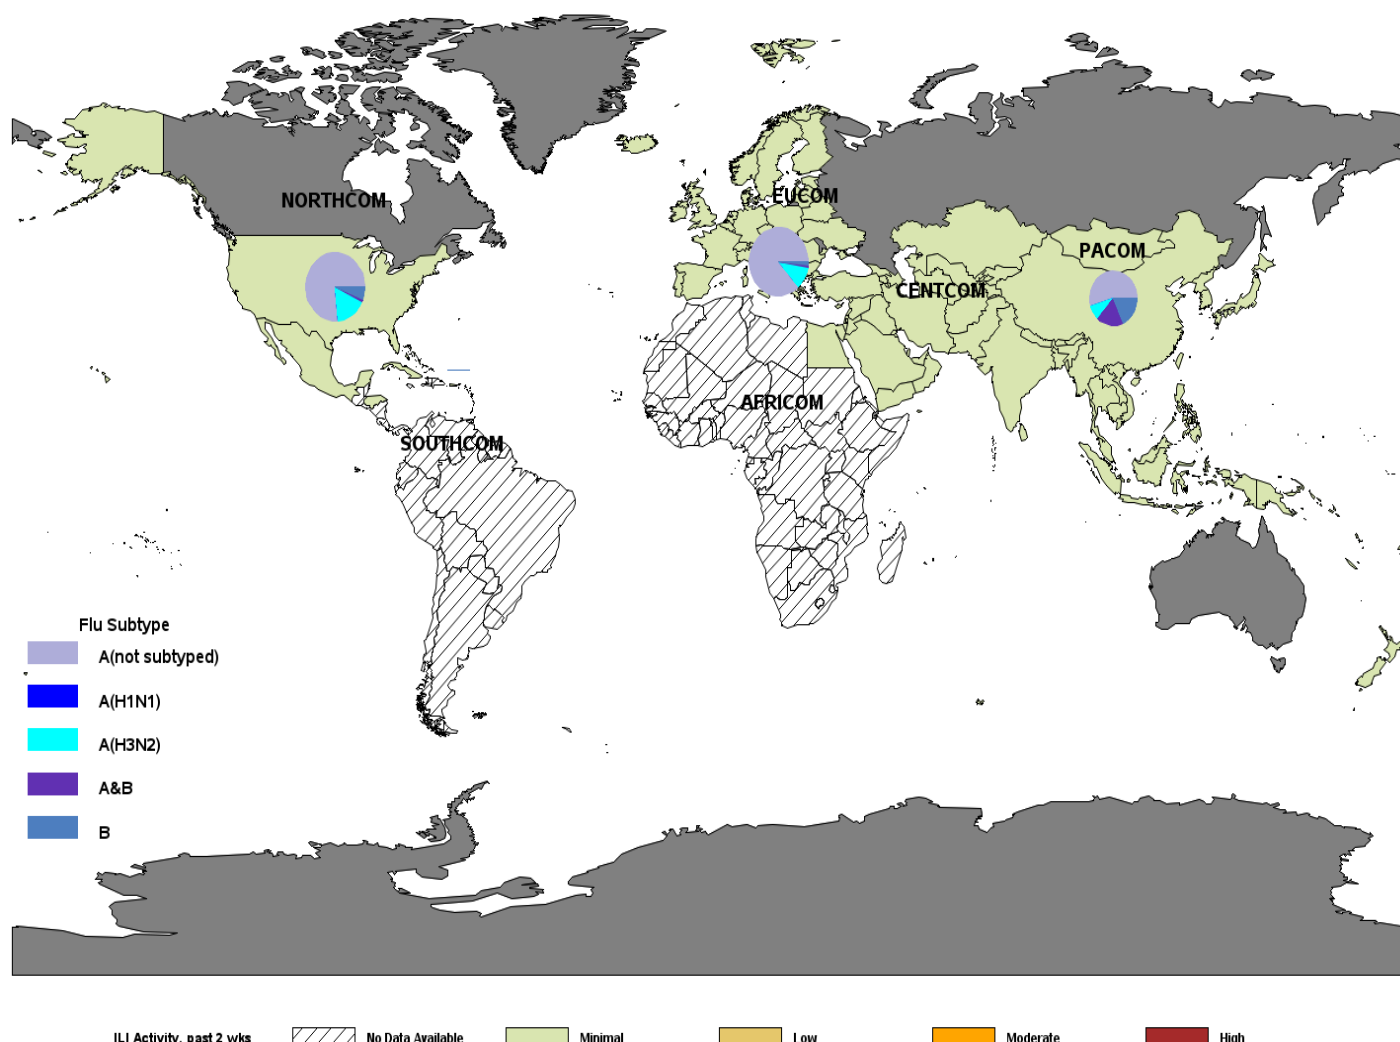 NORTHCOM
EUCOM
PACOM
CENTCOM
AFRICOM
SOUTHCOM
Flu Subtype
A(not subtyped)
A(H1N1)
A(H3N2)
A&B
B
ILI Activity, past 2 wks No Data Available Minimal Low Moderate High